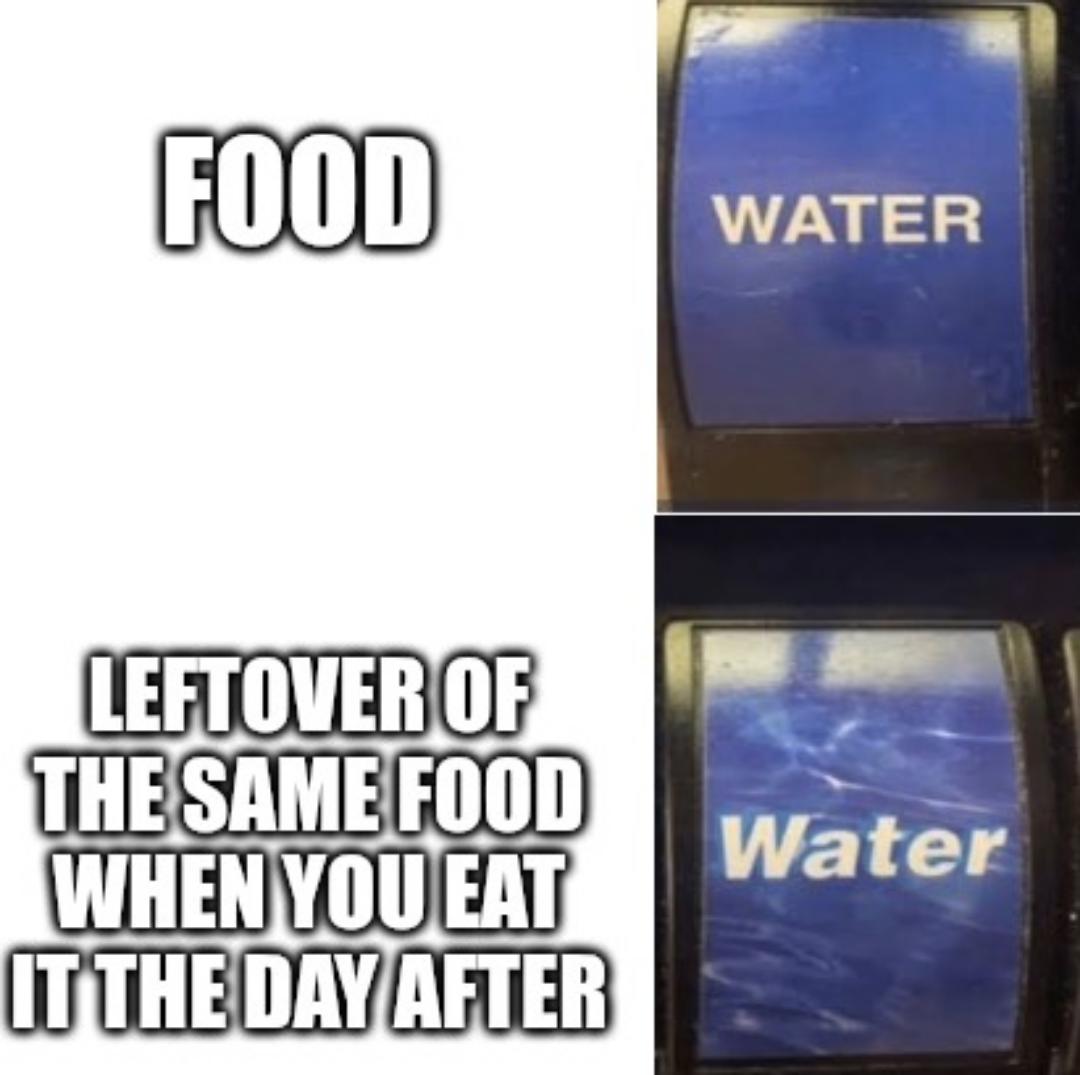 FOOD
WATER
LEFTOVER OF
THE SAME FOOD
WHEN YOU EAT
IT THE DAY AFTER
Water